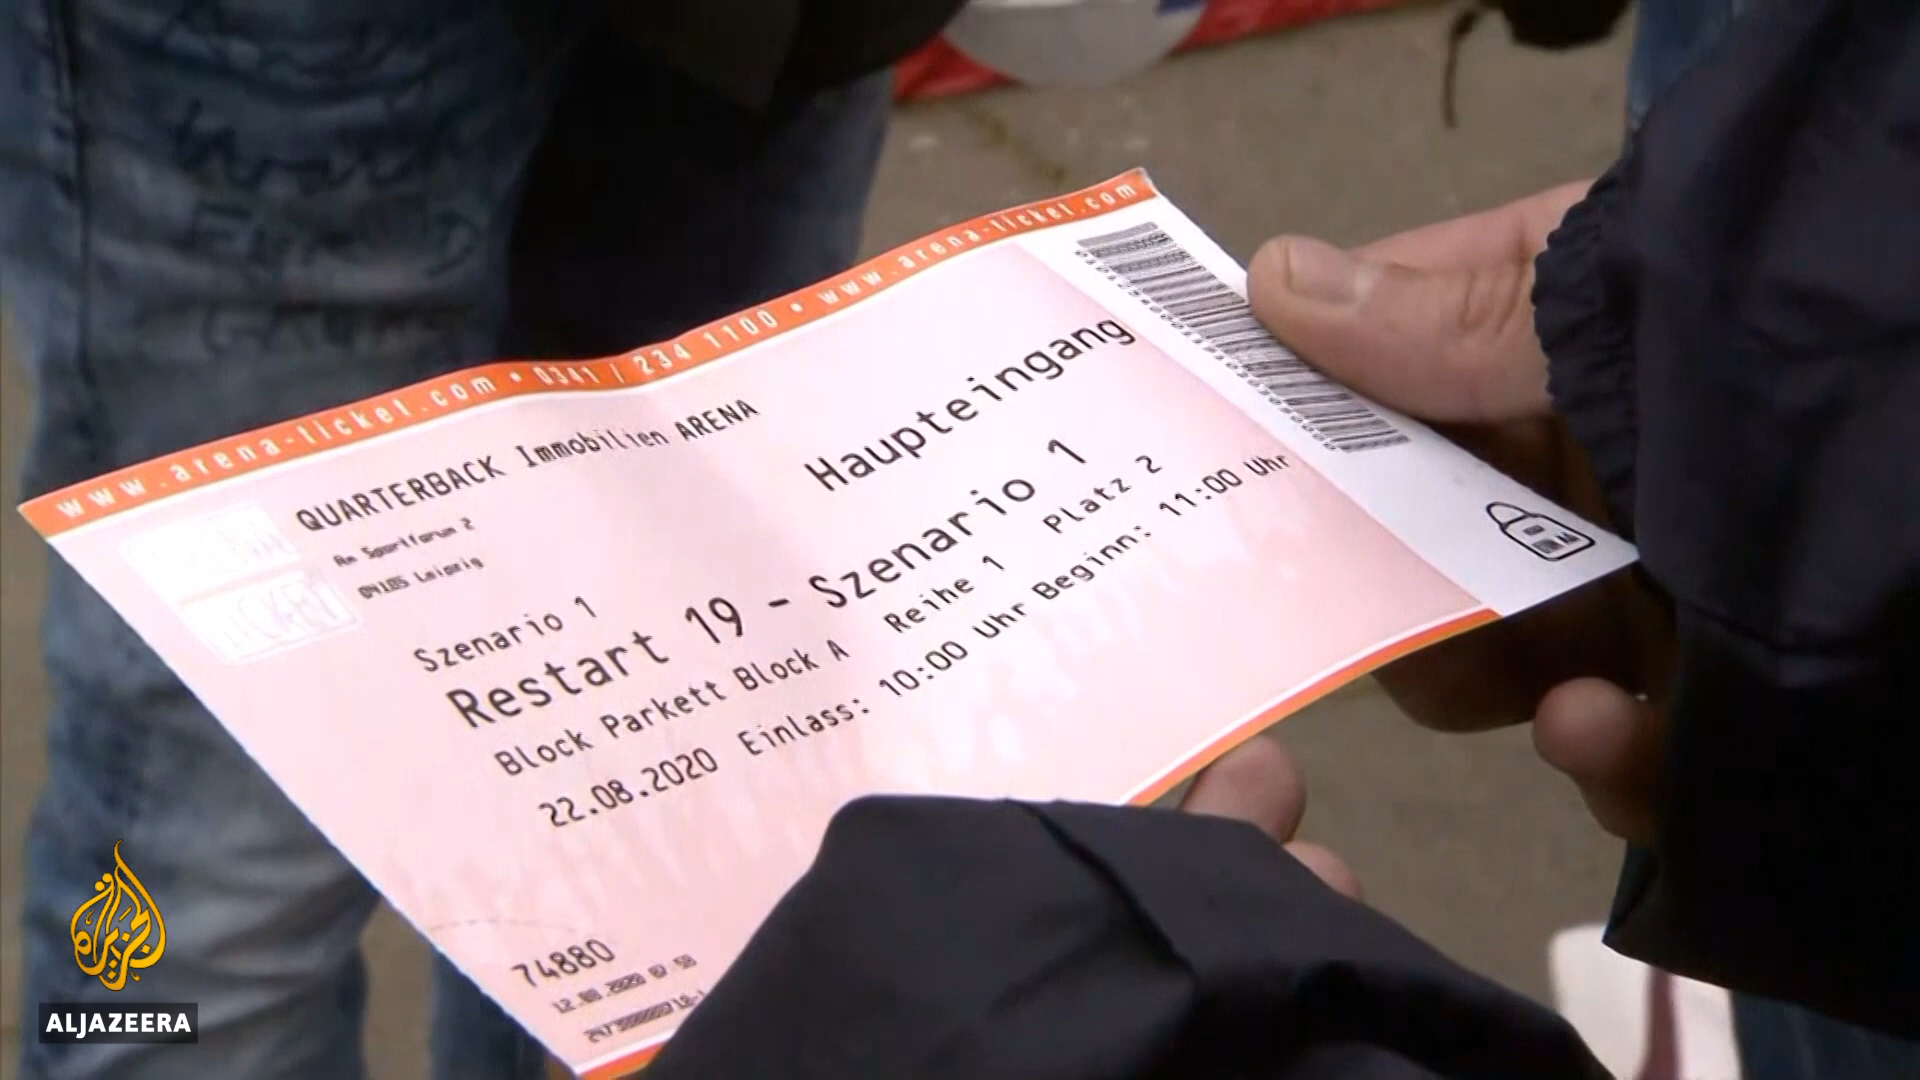 www.arena-ticket.com • 0341 / 234 1100 • www.arena-ticket.com
QUARTERBACK Immobilien ARENA
Am Sportforum 2
04105 Leipzig
Haupteingang
Szenario 1
Restart 19 - Szenario 1
Block Parkett Block A Reihe 1 Platz 2
22.08.2020 Einlass: 10:00 Uhr Beginn: 11:00 Uhr
74880
ALJAZEERA